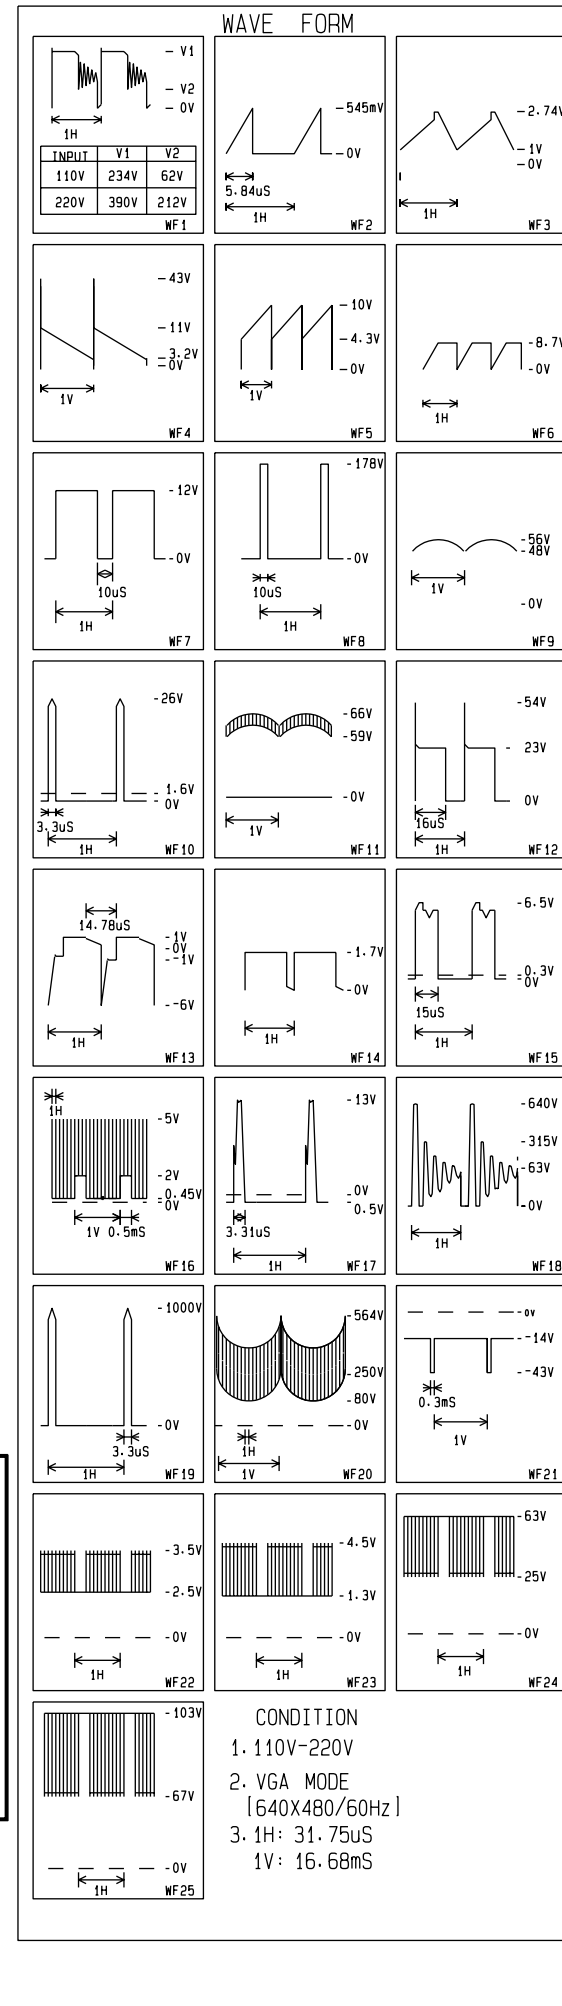 WAVE FORM
V1
V2
0V
1H
INPUT V1 V2
110V 234V 62V
220V 390V 212V
WF1
545mV
0V
5.84uS
1H
WF2
-2.74V
-1V
-0V
1H
WF3
-43V
-11V
-3.2V
-0V
1V
WF4
-10V
-4.3V
-0V
1V
WF5
-8.7V
-0V
1H
WF6
-12V
-0V
10uS
1H
WF7
-178V
-0V
10uS
1H
WF8
-56V
-48V
1V
-0V
WF9
-26V
1.6V
0V
3.3uS
1H
WF10
-66V
-59V
-0V
1V
WF11
-54V
23V
0V
16uS
1H
WF12
14.78uS
-1V
-0V
--1V
--6V
1H
WF13
-1.7V
-0V
1H
WF14
-6.5V
0.3V
0V
15uS
1H
WF15
1H
-5V
-2V
0.45V
0V
1V 0.5mS
WF16
-13V
0V
0.5V
3.31uS
1H
WF17
-640V
-315V
-63V
-0V
1H
WF18
-1000V
-0V
3.3uS
1H
WF19
-564V
-250V
-80V
-0V
1H
1V
WF20
-0V
--14V
--43V
0.3mS
1V
WF21
-3.5V
-2.5V
-0V
1H
WF22
-4.5V
-1.3V
-0V
1H
WF23
-63V
-25V
-0V
1H
WF24
-103V
-67V
-0V
1H
WF25
CONDITION
1. 110V-220V
2. VGA MODE
[640X480/60Hz]
3. 1H: 31.75uS
1V: 16.68mS